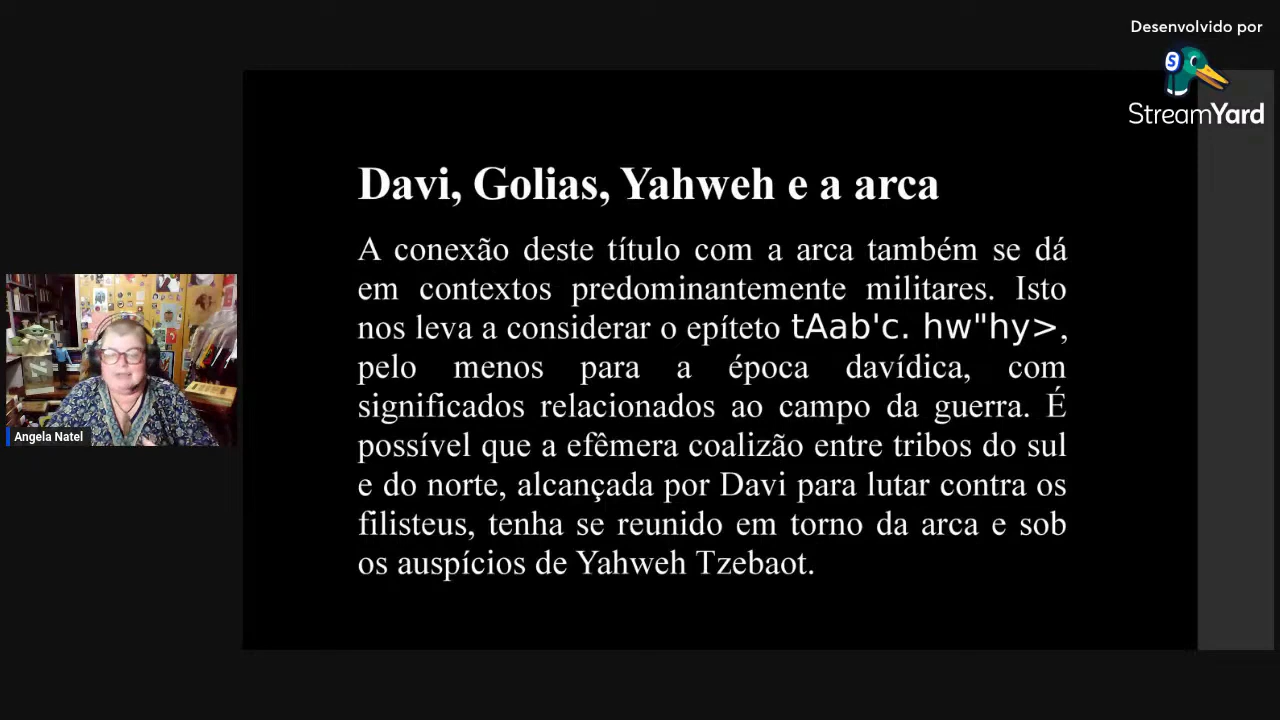 Desenvolvido por
StreamYard
Davi, Golias, Yahweh e a arca
A conexão deste título com a arca também se dá
em contextos predominantemente militares. Isto
nos leva a considerar o epíteto tAab'c. hw"hy>,
pelo menos para a época davídica, com
significados relacionados ao campo da guerra. É
possível que a efêmera coalizão entre tribos do sul
e do norte, alcançada por Davi para lutar contra os
filisteus, tenha se reunido em torno da arca e sob
os auspícios de Yahweh Tzebaot.
Angela Natel